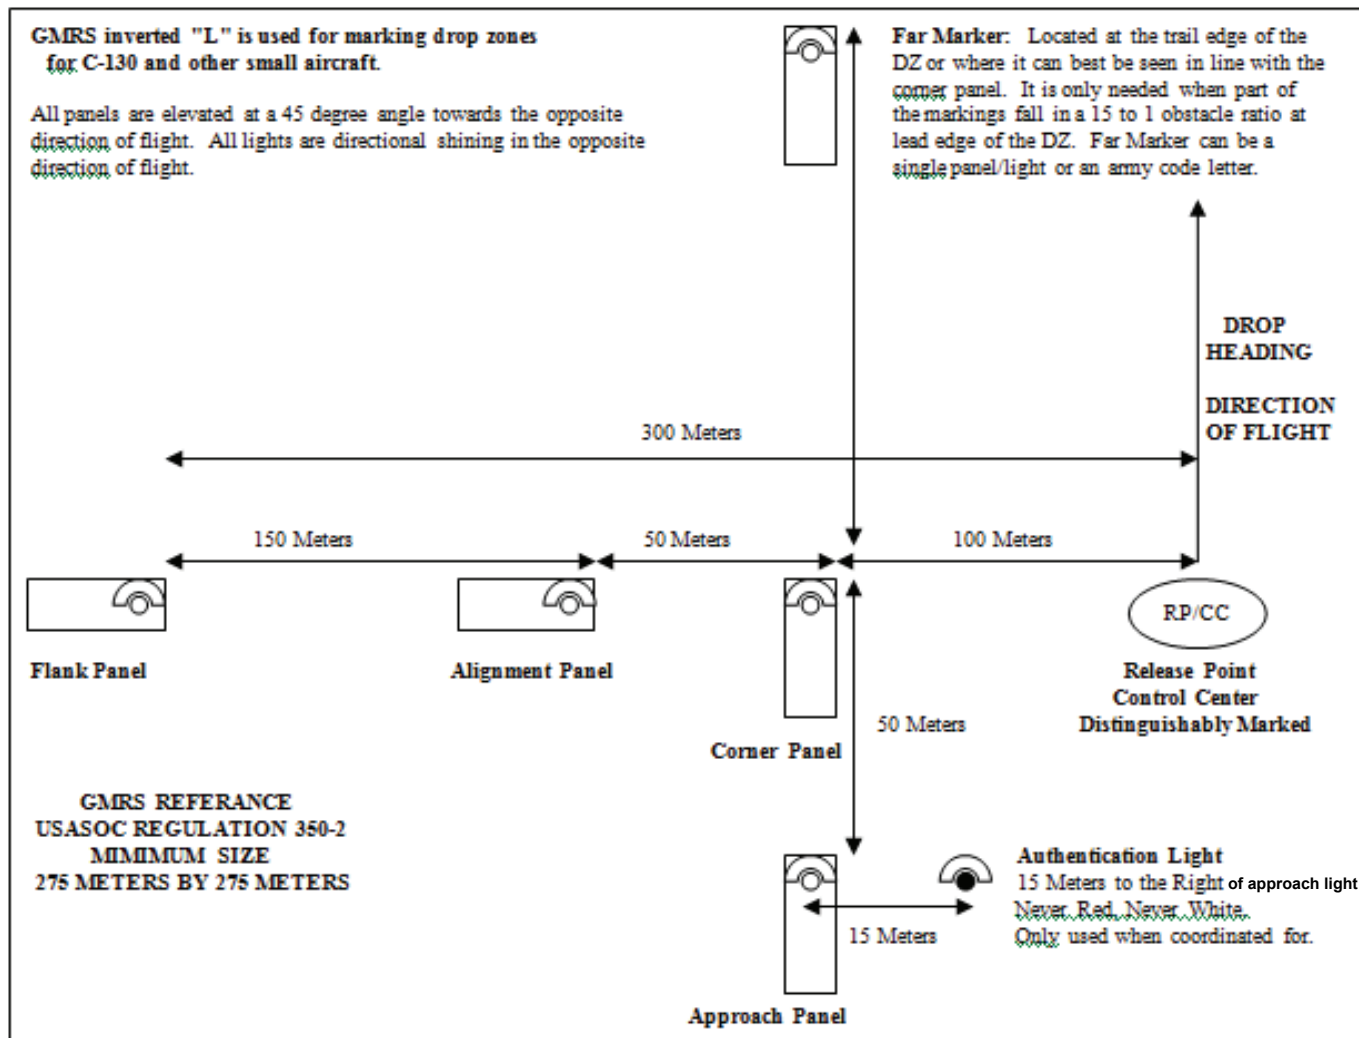 GMRS inverted "L" is used for marking drop zones
for C-130 and other small aircraft.
All panels are elevated at a 45 degree angle towards the opposite
direction of flight. All lights are directional shining in the opposite
direction of flight.
Far Marker: Located at the trail edge of the
DZ or where it can best be seen in line with the
corner panel. It is only needed when part of
the markings fall in a 15 to 1 obstacle ratio at
lead edge of the DZ. Far Marker can be a
single panel/light or an army code letter.
DROP
HEADING
DIRECTION
OF FLIGHT
300 Meters
150 Meters
50 Meters
100 Meters
RP/CC
Flank Panel
Alignment Panel
Release Point
Control Center
Distinguishably Marked
50 Meters
Corner Panel
GMRS REFERANCE
USASOC REGULATION 350-2
MIMIMUM SIZE
275 METERS BY 275 METERS
Authentication Light
15 Meters to the Right of approach light
Never Red, Never White.
Only used when coordinated for.
15 Meters
Approach Panel